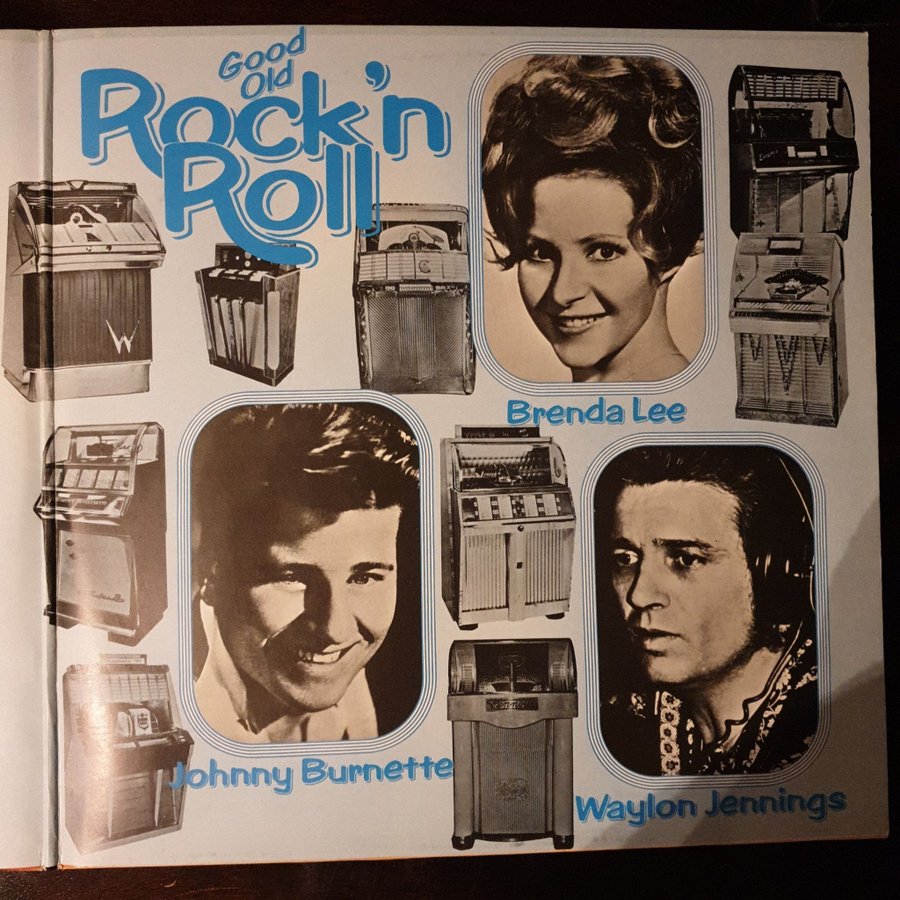 Good
Old
Rock'n
Roll
Brenda Lee
Johnny Burnette
Waylon Jennings
W